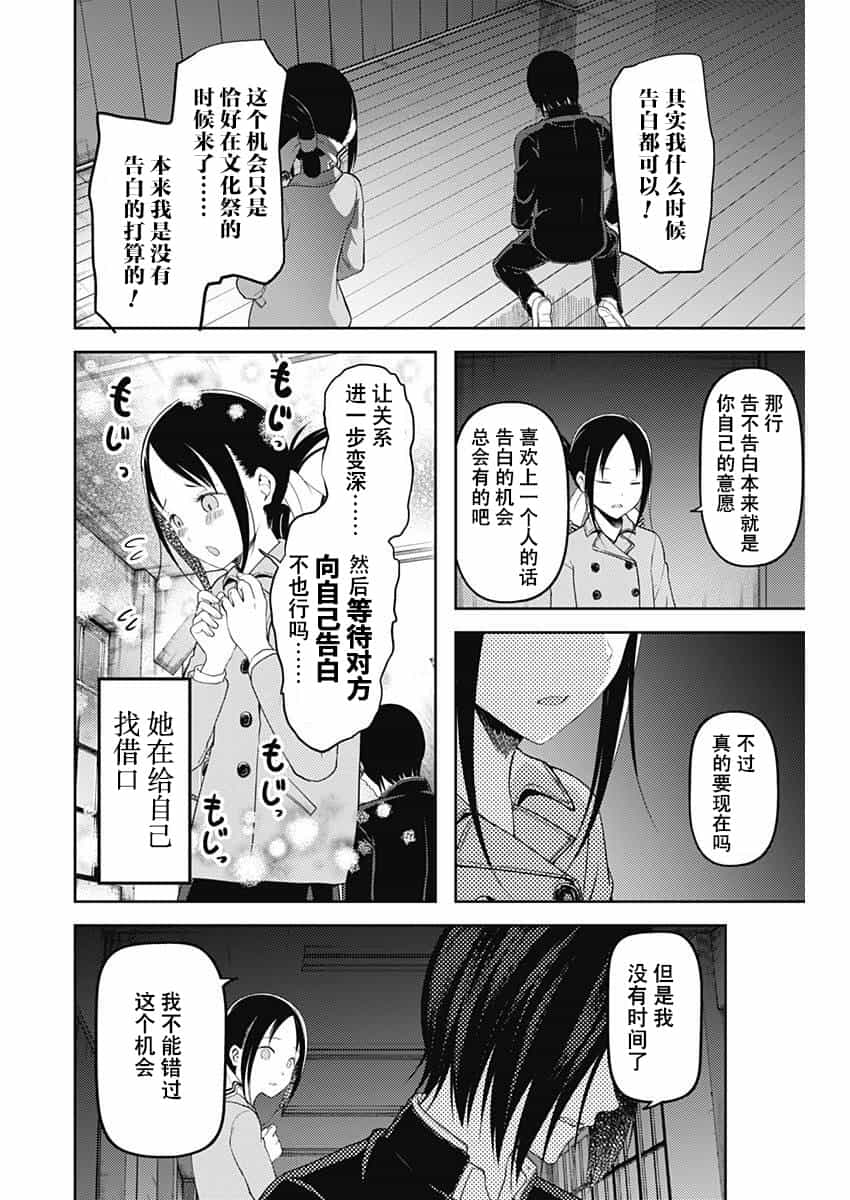 其实我什么时候
告白都可以！
这个机会只是
恰好在文化祭的
时候来了……
本来我是没有
告白的打算的！
那行
告不告白本来就是
你自己的意愿
喜欢上一个人的话
告白的机会
总会有的吧
不过
真的要现在吗
让关系
进一步变深……
然后等待对方
向自己告白
不也行吗……
もじっ
もじっ
她在给自己
找借口
もじっ
もじっ
但是我
没有时间了
我不能错过
这个机会